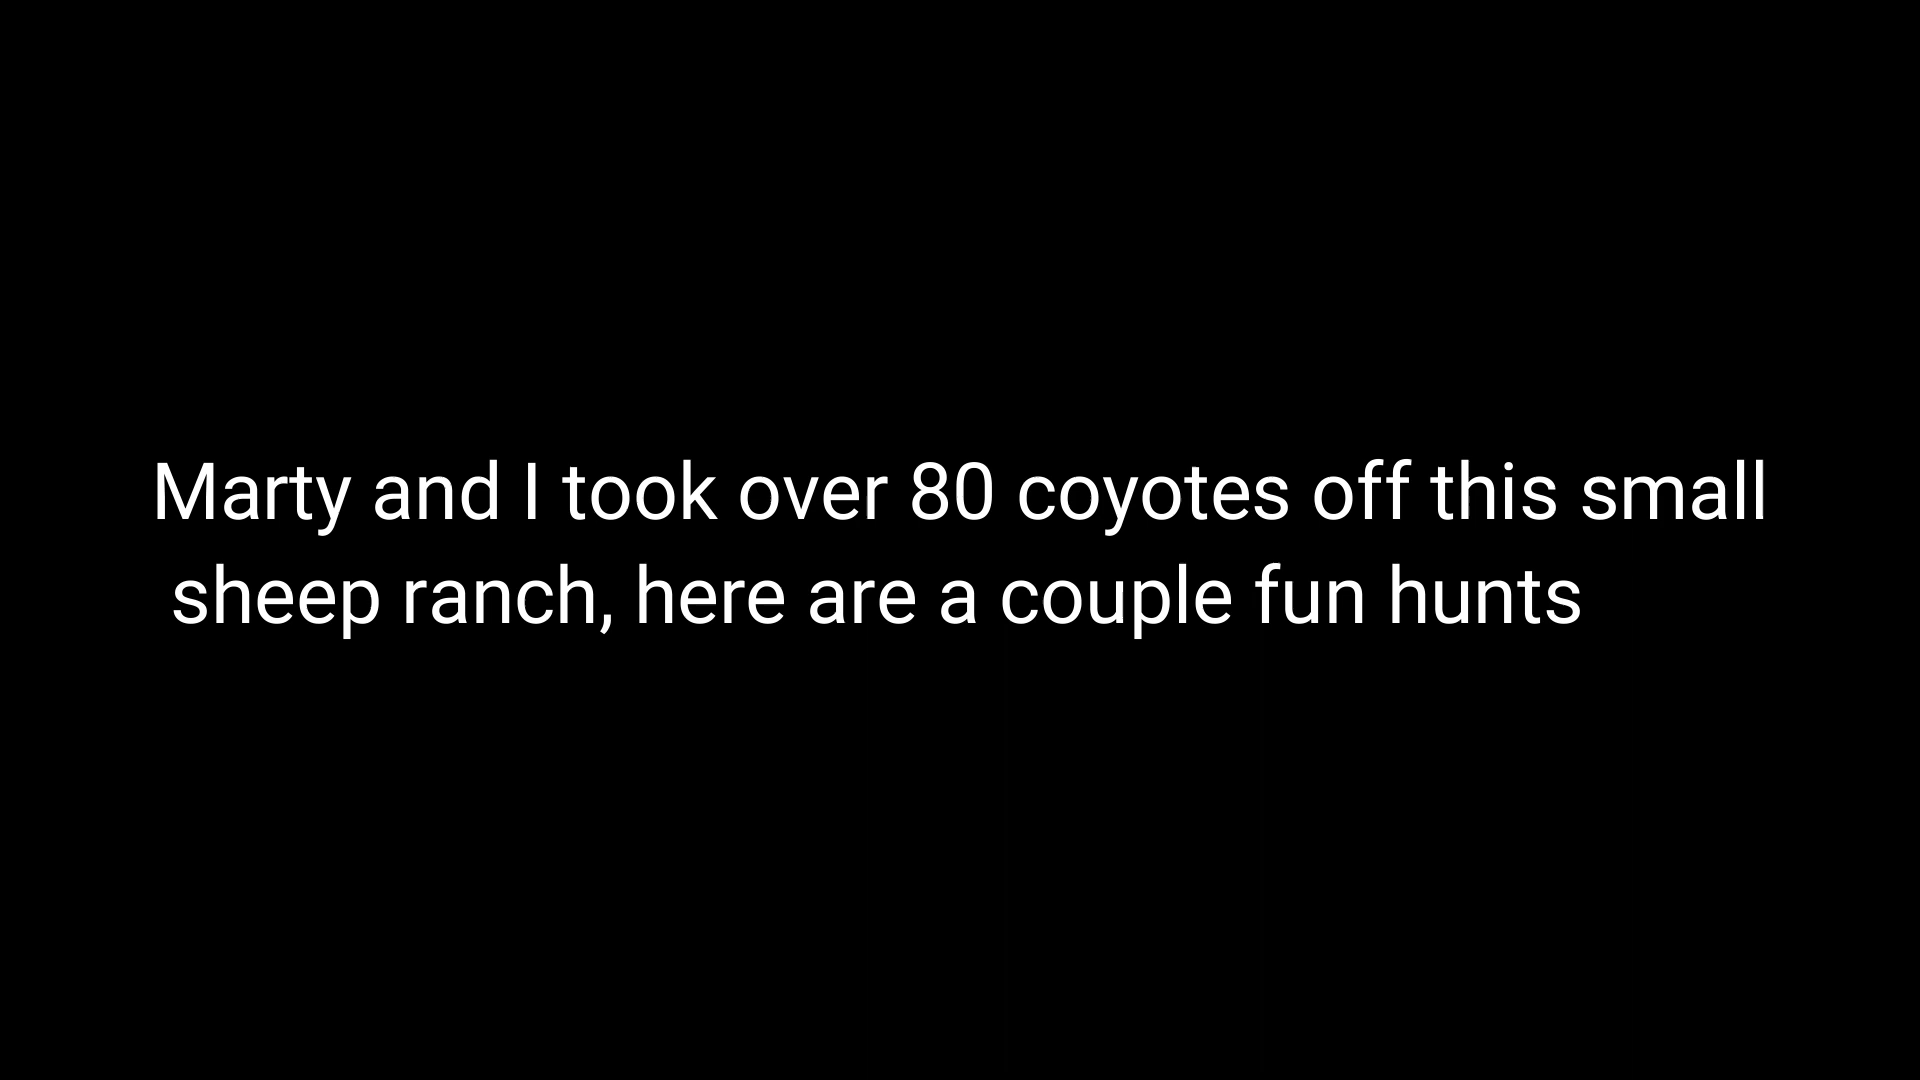 Marty and I took over 80 coyotes off this small
sheep ranch, here are a couple fun hunts